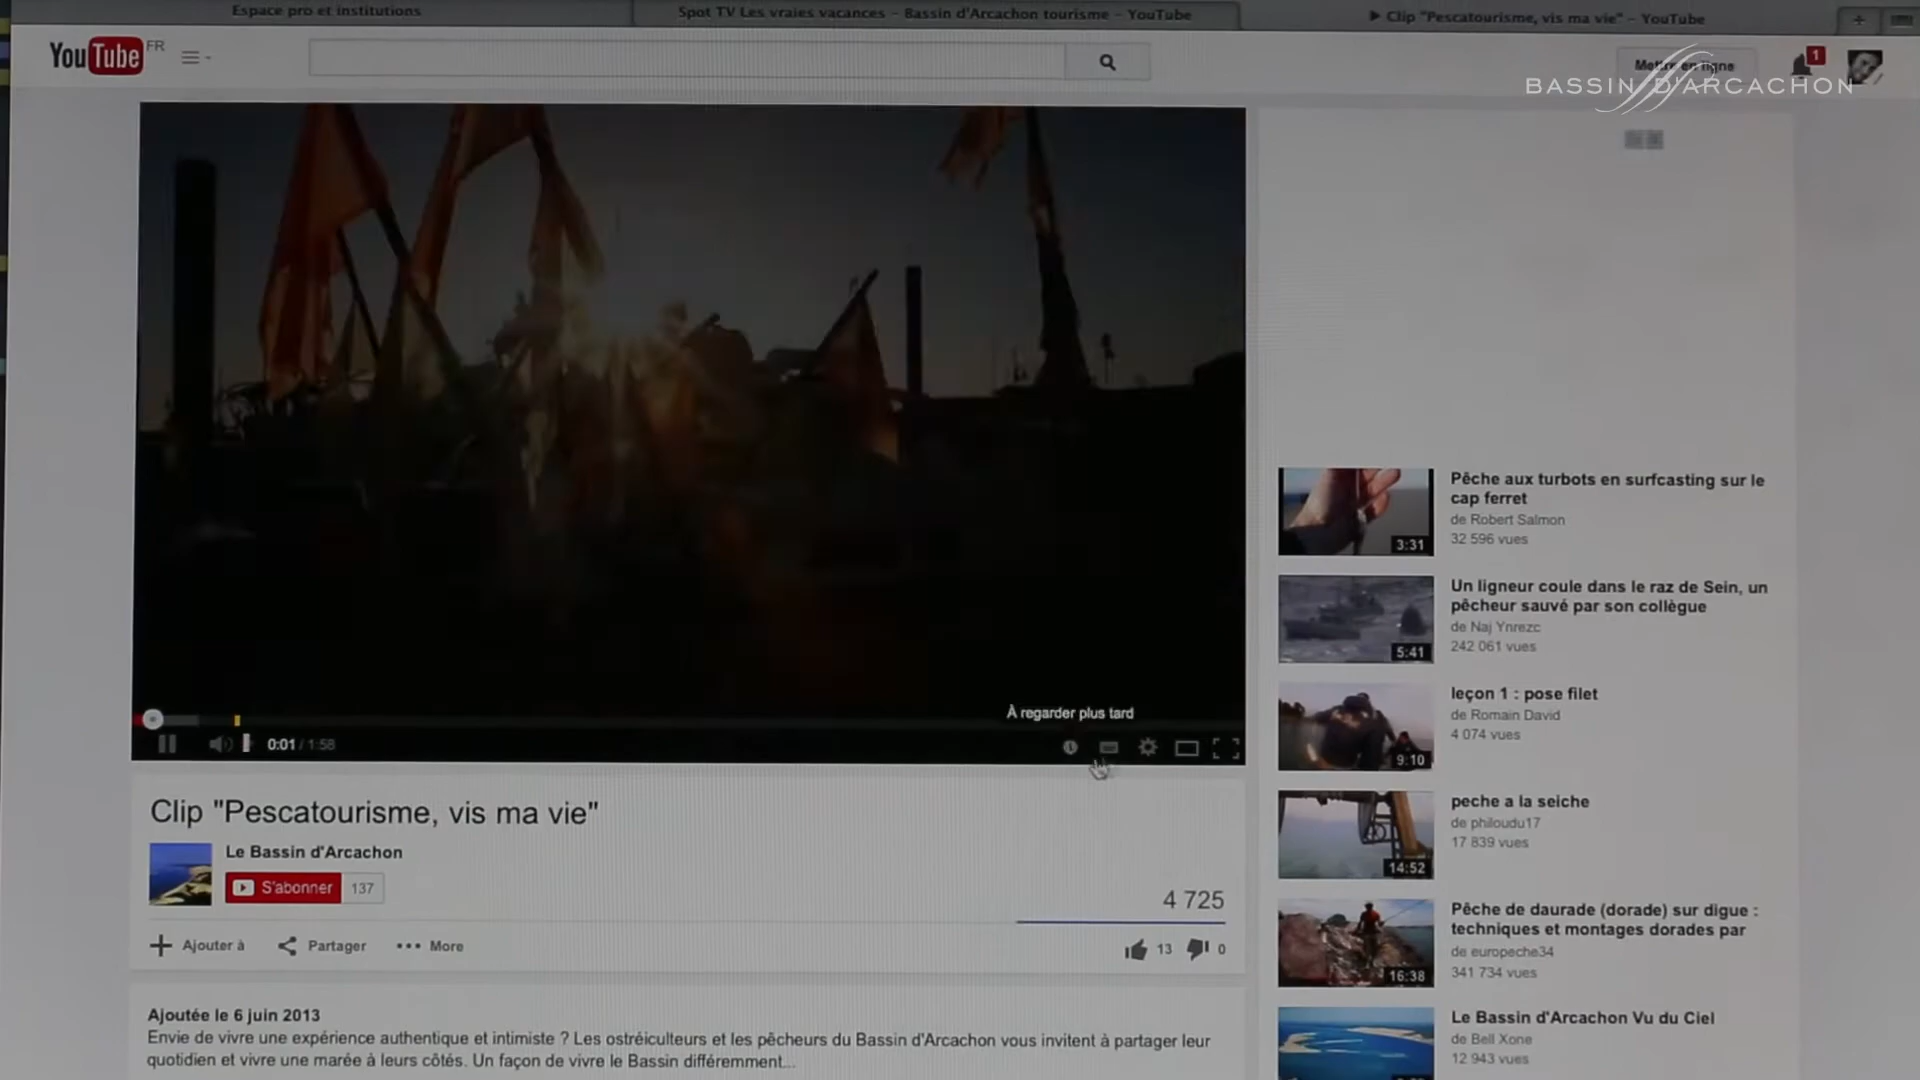 Espace pro et institutions
Spot TV Les vraies vacances – Bassin d'Arcachon tourisme – YouTube
Clip "Pescatourisme, vis ma vie" – YouTube
YouTube FR
Mettre en ligne
1
BASSIN D'ARCACHON
À regarder plus tard
0:01 / 1:58
Clip "Pescatourisme, vis ma vie"
Le Bassin d'Arcachon
S'abonner 137
4 725
Ajouter à Partager More
13 0
Ajoutée le 6 juin 2013
Envie de vivre une expérience authentique et intimiste ? Les ostréiculteurs et les pêcheurs du Bassin d'Arcachon vous invitent à partager leur
quotidien et vivre une marée à leurs côtés. Un façon de vivre le Bassin différemment...
3:31
Pêche aux turbots en surfcasting sur le
cap ferret
de Robert Salmon
32 596 vues
5:41
Un ligneur coule dans le raz de Sein, un
pêcheur sauvé par son collègue
de Naj Ynrezc
242 061 vues
9:10
leçon 1 : pose filet
de Romain David
4 074 vues
14:52
peche a la seiche
de philoudu17
17 839 vues
16:38
Pêche de daurade (dorade) sur digue :
techniques et montages dorades par
de europeche34
341 734 vues
Le Bassin d'Arcachon Vu du Ciel
de Bell Xone
12 943 vues